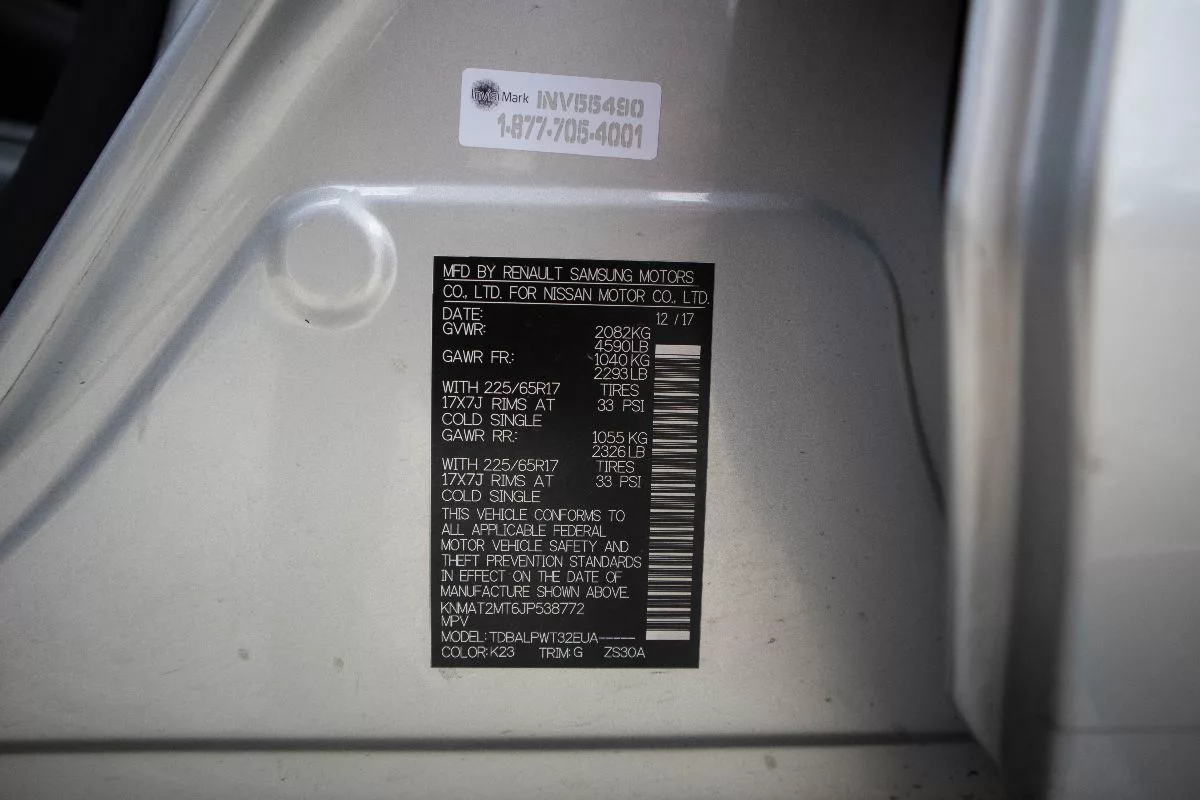 InvisiMark INV55490
1-877-705-4001
MFD BY RENAULT SAMSUNG MOTORS
CO., LTD. FOR NISSAN MOTOR CO., LTD.
DATE: 12 / 17
GVWR: 2082KG
4590LB
GAWR FR.: 1040 KG
2293 LB
WITH 225/65R17 TIRES
17X7J RIMS AT 33 PSI
COLD SINGLE
GAWR RR.: 1055 KG
2326 LB
WITH 225/65R17 TIRES
17X7J RIMS AT 33 PSI
COLD SINGLE
THIS VEHICLE CONFORMS TO
ALL APPLICABLE FEDERAL
MOTOR VEHICLE SAFETY AND
THEFT PREVENTION STANDARDS
IN EFFECT ON THE DATE OF
MANUFACTURE SHOWN ABOVE.
KNMAT2MT6JP538772
MPV
MODEL: TDBALPWT32EUA-----
COLOR: K23 TRIM: G ZS30A